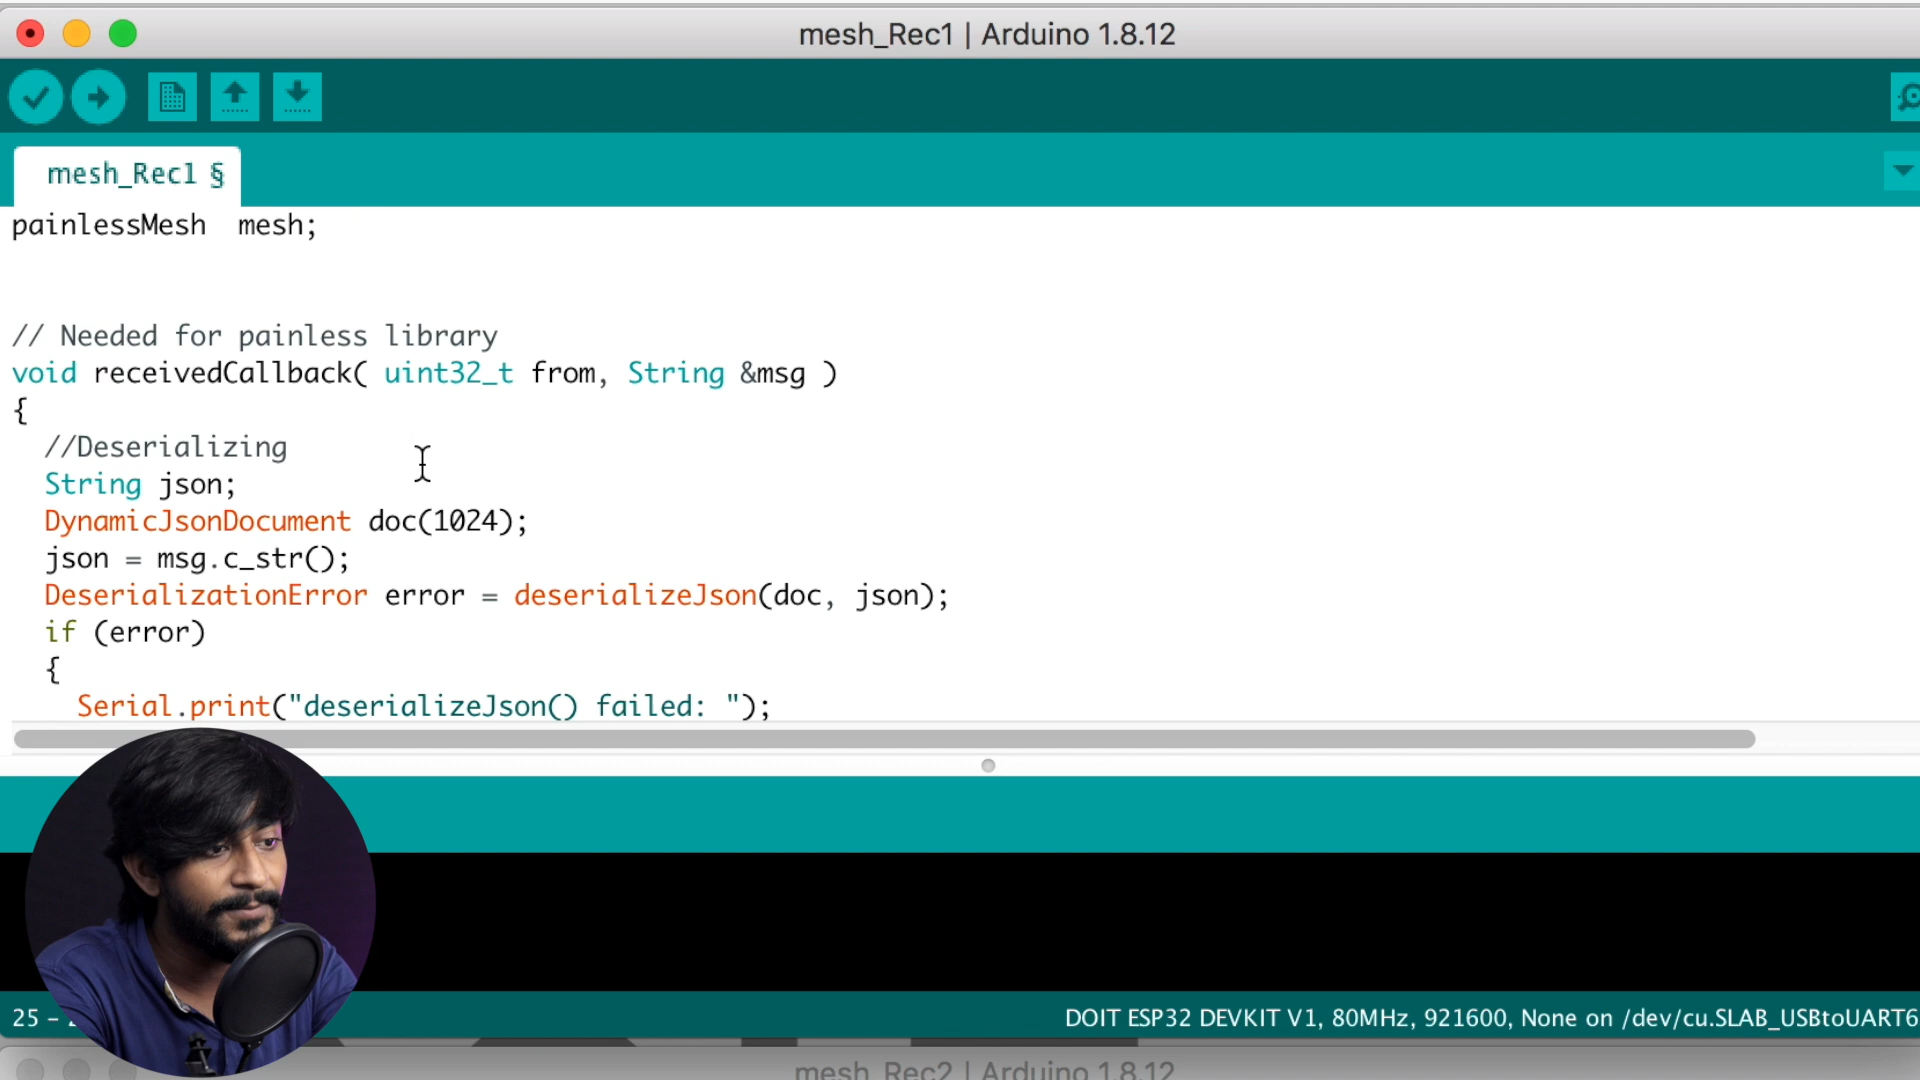 mesh_Rec1 | Arduino 1.8.12
mesh_Rec1 §
painlessMesh  mesh;
// Needed for painless library
void receivedCallback( uint32_t from, String &msg )
{
//Deserializing
String json;
DynamicJsonDocument doc(1024);
json = msg.c_str();
DeserializationError error = deserializeJson(doc, json);
if (error)
{
Serial.print("deserializeJson() failed: ");
25 -
DOIT ESP32 DEVKIT V1, 80MHz, 921600, None on /dev/cu.SLAB_USBtoUART6
mesh_Rec2 | Arduino 1.8.12